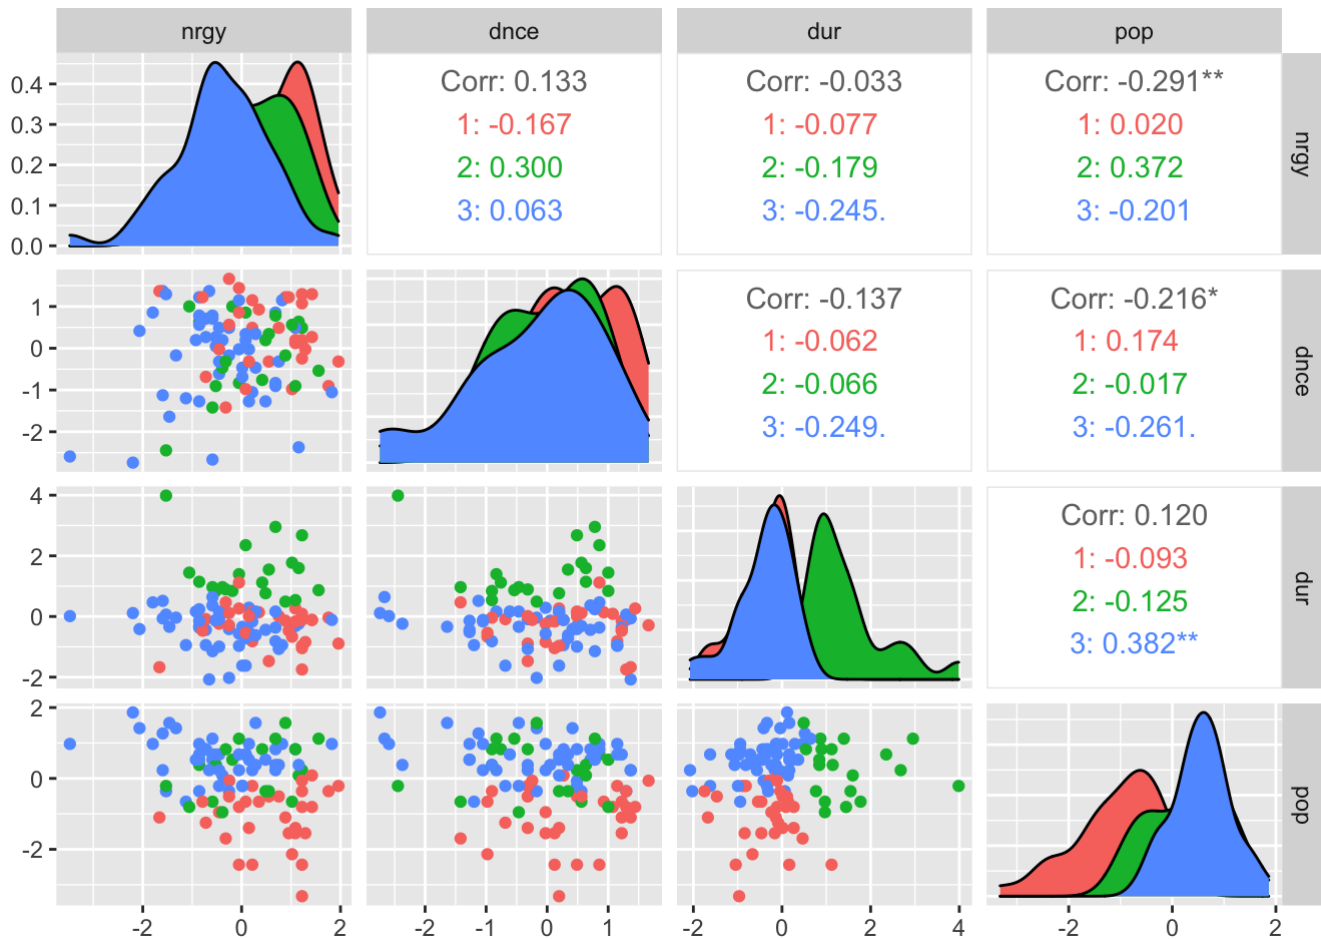 nrgy dnce dur pop
0.4
0.3
0.2
0.1
0.0
Corr: 0.133
1: -0.167
2: 0.300
3: 0.063
Corr: -0.033
1: -0.077
2: -0.179
3: -0.245.
Corr: -0.291**
1: 0.020
2: 0.372
3: -0.201
nrgy
1
0
-1
-2
Corr: -0.137
1: -0.062
2: -0.066
3: -0.249.
Corr: -0.216*
1: 0.174
2: -0.017
3: -0.261.
dnce
4
2
0
-2
Corr: 0.120
1: -0.093
2: -0.125
3: 0.382**
dur
2
0
-2
pop
-2 0 2 -2 -1 0 1 -2 0 2 4 -2 0 2